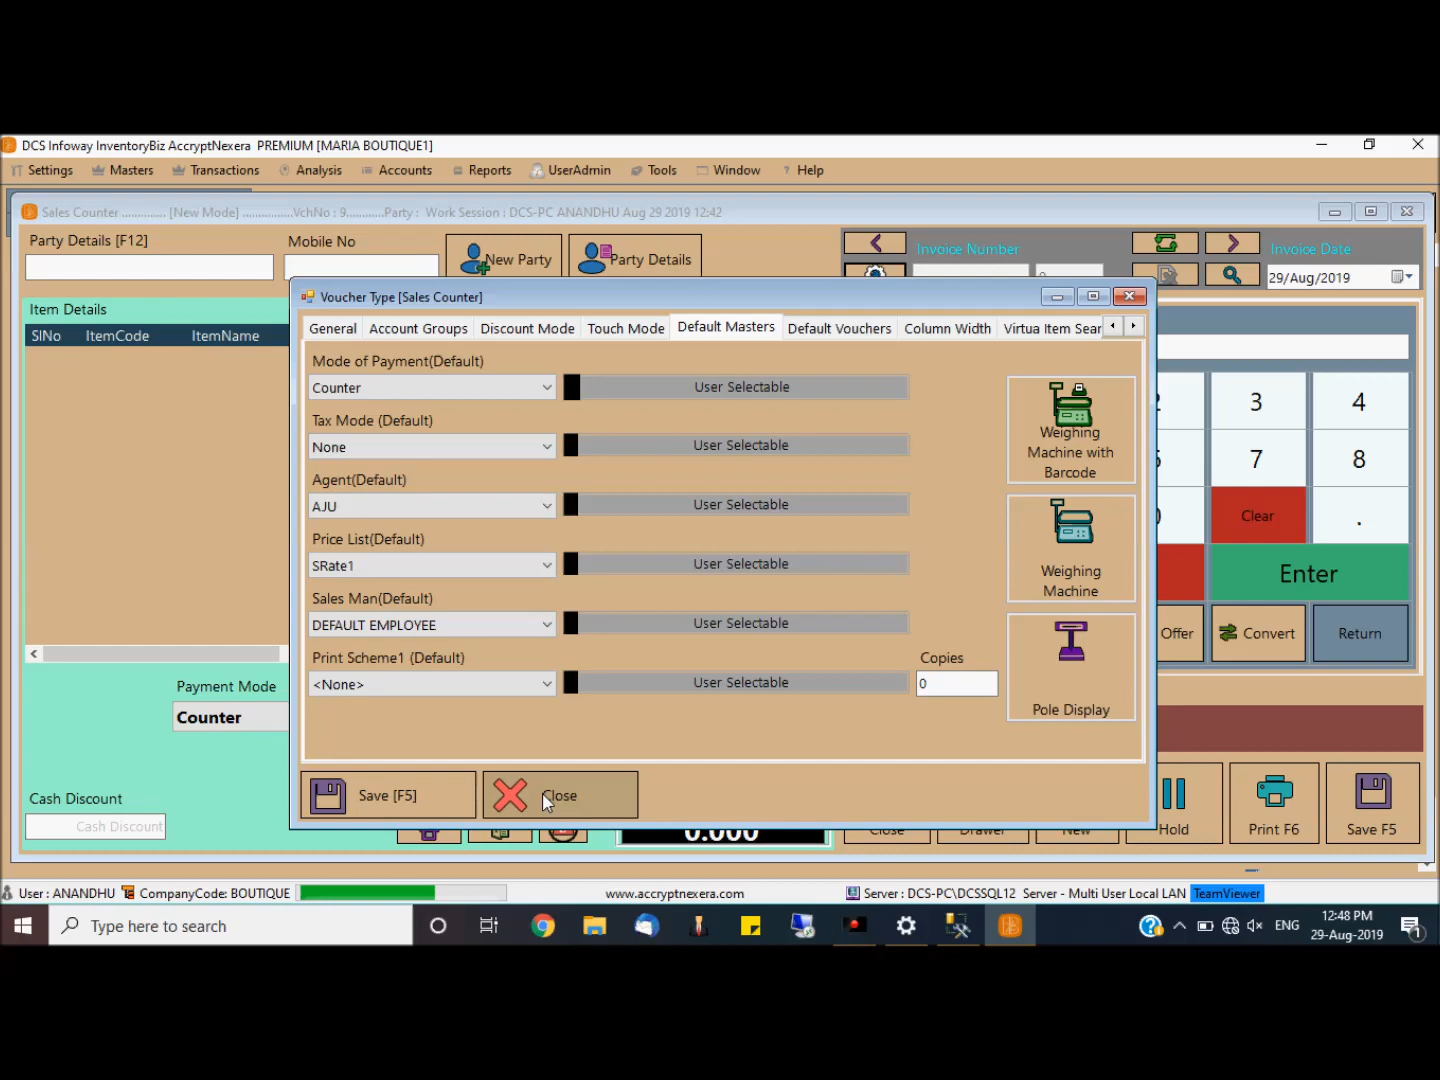 DCS Infoway InventoryBiz AccryptNexera PREMIUM [MARIA BOUTIQUE1]
Settings Masters Transactions Analysis Accounts Reports UserAdmin Tools Window Help
Sales Counter .............. [New Mode] ................VchNo : 9............Party : Work Session : DCS-PC ANANDHU Aug 29 2019 12:42
Party Details [F12] Mobile No
New Party Party Details
Invoice Number Invoice Date
29/Aug/2019
Item Details
SlNo ItemCode ItemName
Voucher Type [Sales Counter]
General Account Groups Discount Mode Touch Mode Default Masters Default Vouchers Column Width Virtua Item Sear
Mode of Payment(Default)
Counter User Selectable
Tax Mode (Default)
None User Selectable
Agent(Default)
AJU User Selectable
Price List(Default)
SRate1 User Selectable
Sales Man(Default)
DEFAULT EMPLOYEE User Selectable
Print Scheme1 (Default) Copies
<None> User Selectable 0
Weighing
Machine with
Barcode
Weighing
Machine
Pole Display
Save [F5] Close
3 4
7 8
Clear .
Enter
Offer Convert Return
Payment Mode
Counter
Cash Discount
Cash Discount
0.000
Close Drawer New Hold Print F6 Save F5
User : ANANDHU CompanyCode: BOUTIQUE www.accryptnexera.com Server : DCS-PC\DCSSQL12 Server - Multi User Local LAN TeamViewer
Type here to search
ENG 12:48 PM
29-Aug-2019
1